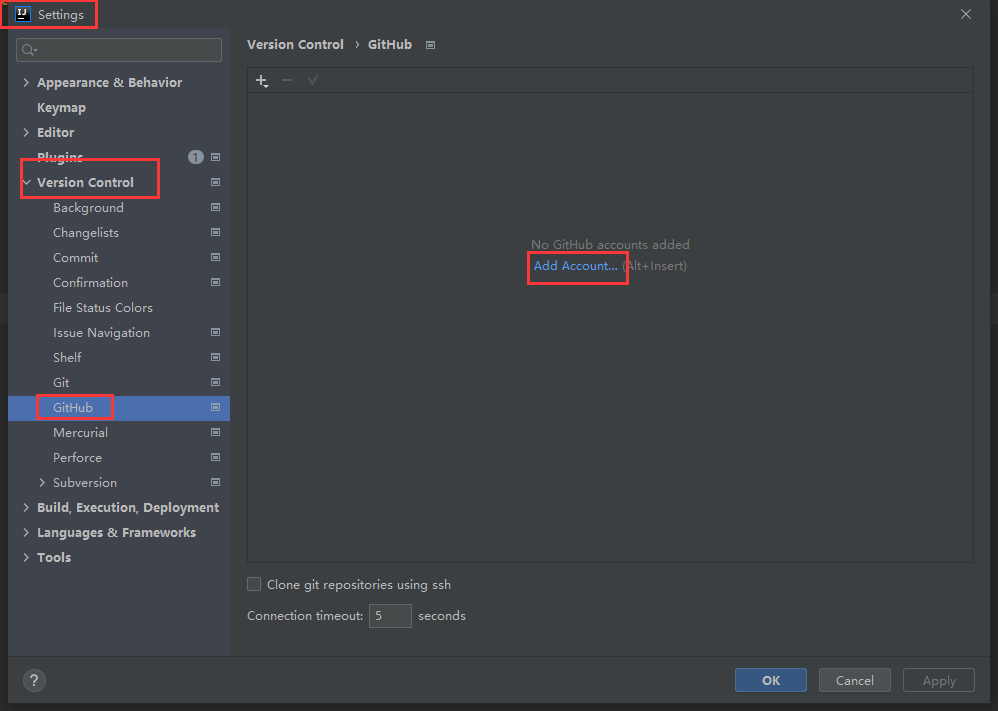 IJ Settings
Version Control › GitHub
Appearance & Behavior
Keymap
Editor
Plugins 1
Version Control
Background
Changelists
Commit
Confirmation
File Status Colors
Issue Navigation
Shelf
Git
GitHub
Mercurial
Perforce
Subversion
Build, Execution, Deployment
Languages & Frameworks
Tools
No GitHub accounts added
Add Account... (Alt+Insert)
Clone git repositories using ssh
Connection timeout: 5 seconds
?
OK Cancel Apply